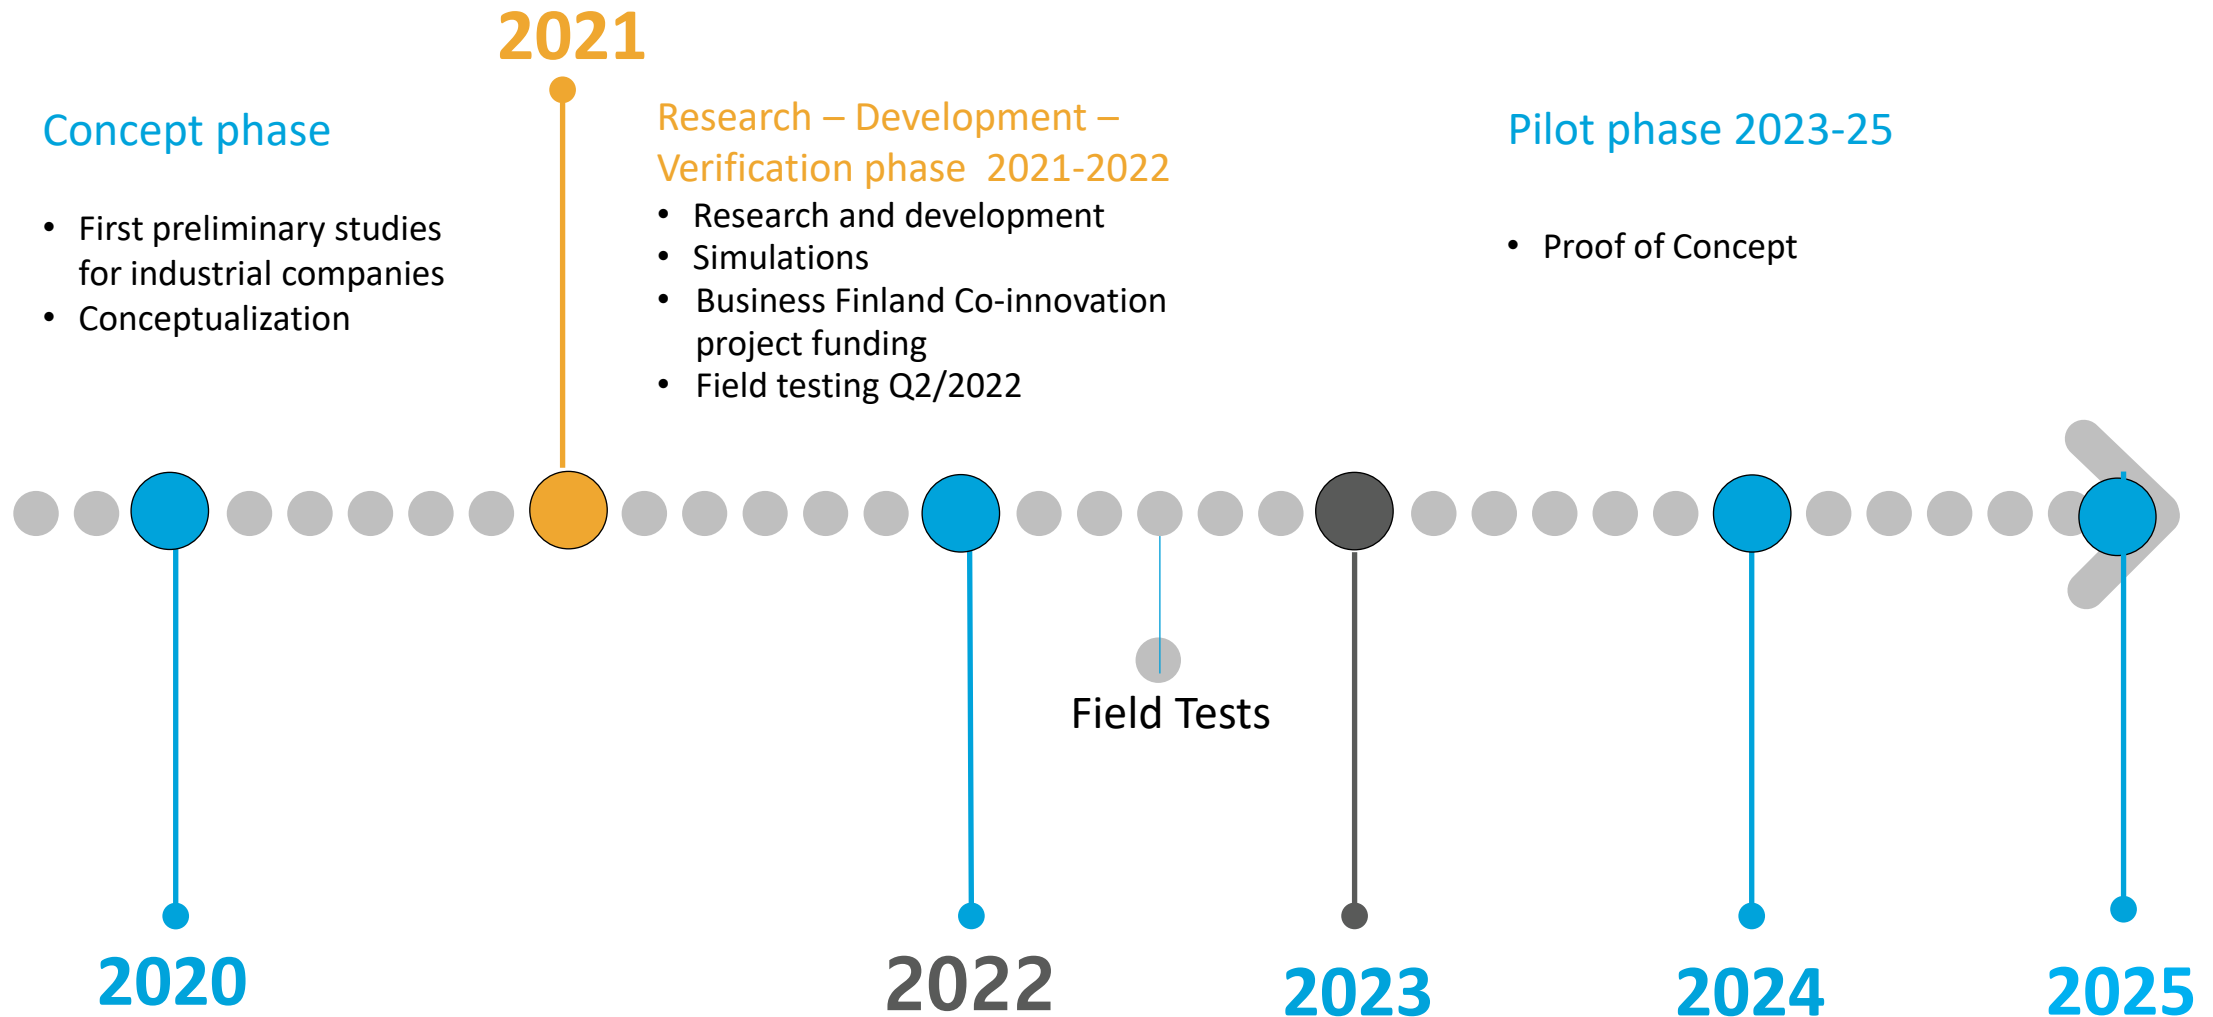 2021
Concept phase
• First preliminary studies
for industrial companies
• Conceptualization
Research – Development –
Verification phase 2021-2022
• Research and development
• Simulations
• Business Finland Co-innovation
project funding
• Field testing Q2/2022
Pilot phase 2023-25
• Proof of Concept
Field Tests
2020
2022
2023
2024
2025